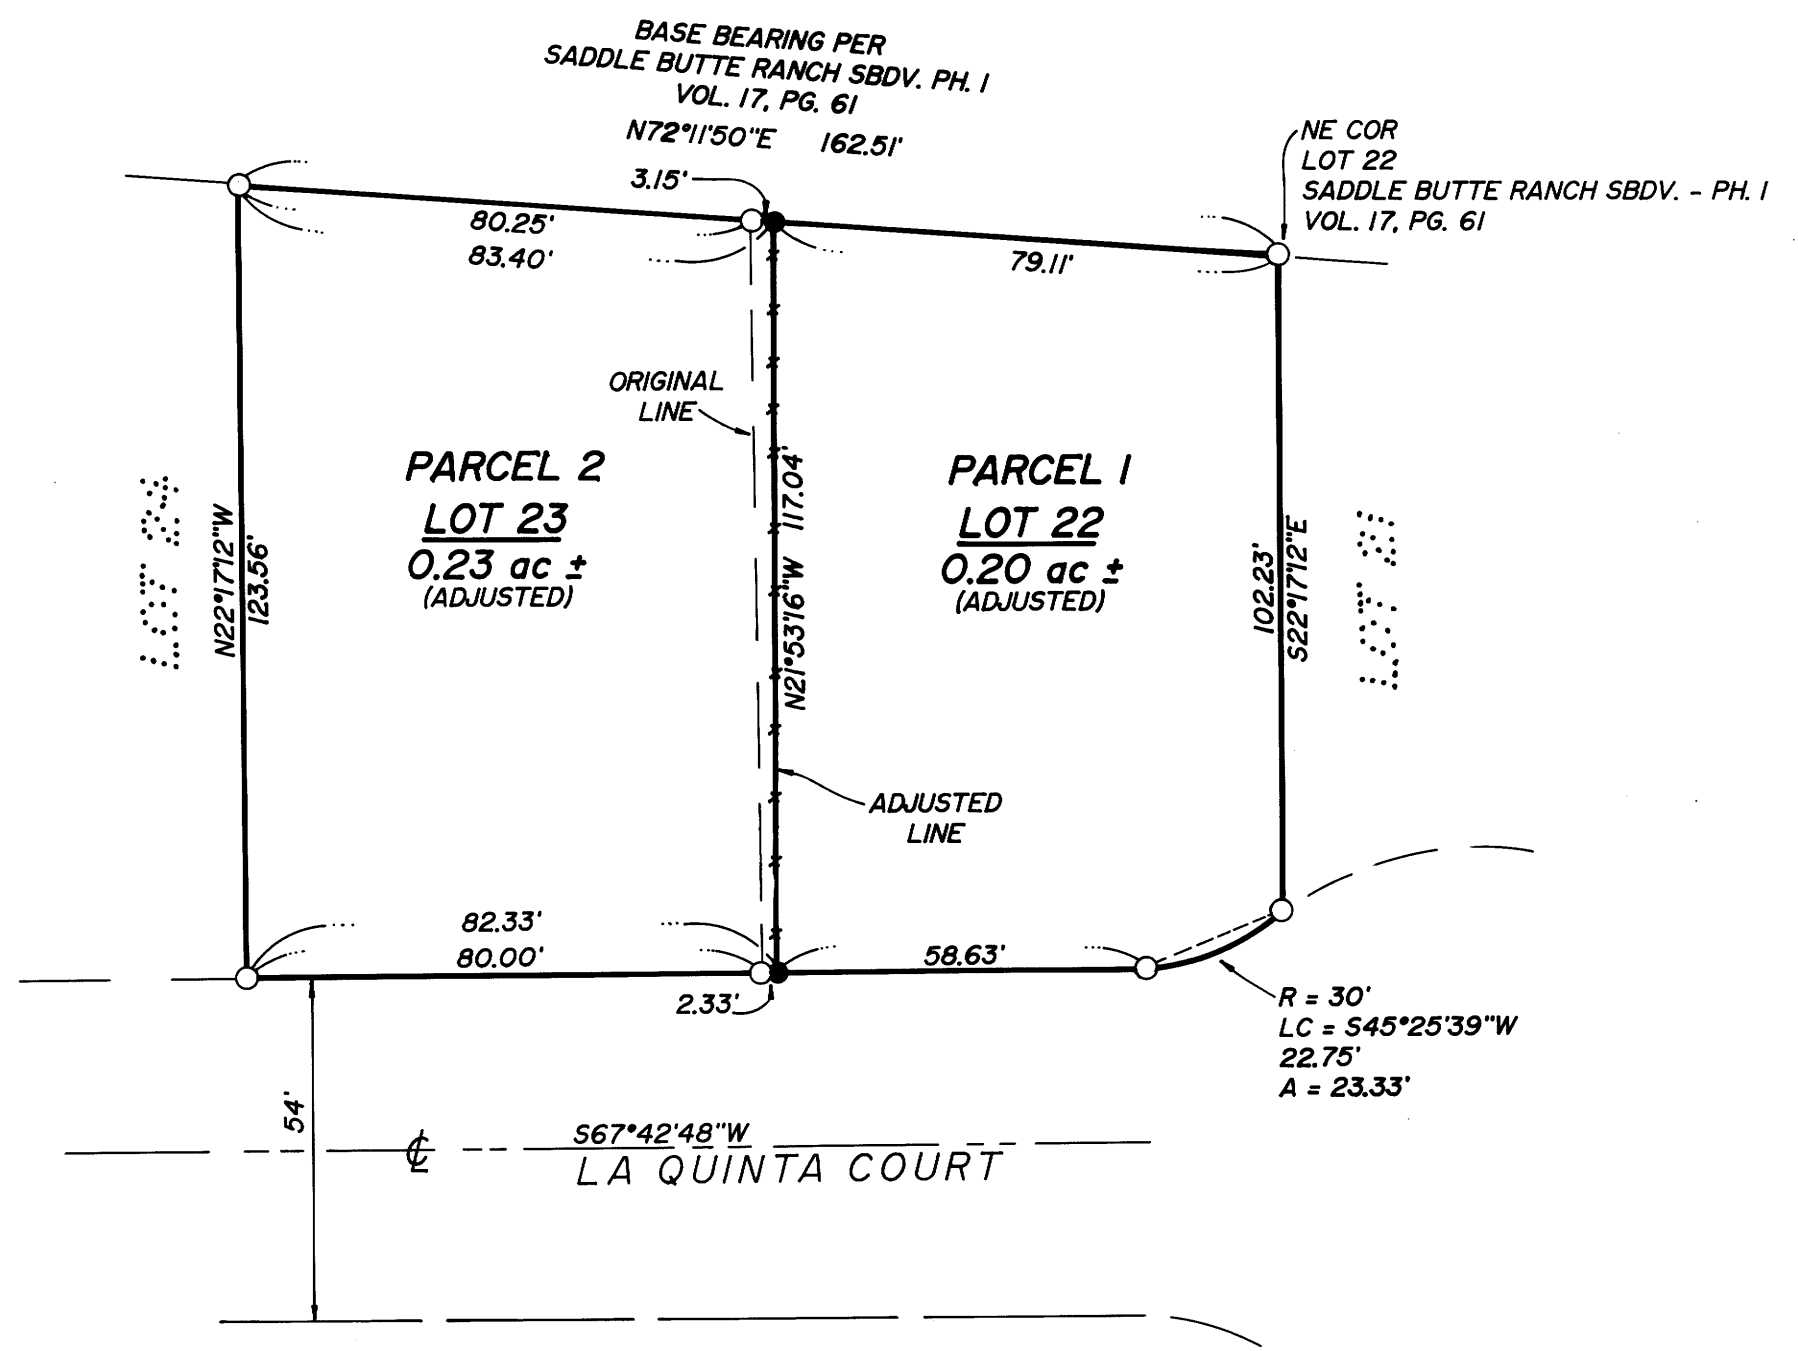 BASE BEARING PER
SADDLE BUTTE RANCH SBDV. PH. 1
VOL. 17, PG. 61
N72°11'50"E 162.51'
3.15'
NE COR
LOT 22
SADDLE BUTTE RANCH SBDV. - PH. 1
VOL. 17, PG. 61
80.25'
83.40'
79.11'
ORIGINAL
LINE
PARCEL 2
LOT 23
0.23 ac ±
(ADJUSTED)
PARCEL 1
LOT 22
0.20 ac ±
(ADJUSTED)
LOT 24
N22°17'12"W
123.56'
N21°53'16"W 117.04'
102.23'
S22°17'12"E
LOT 21
ADJUSTED
LINE
82.33'
80.00'
58.63'
2.33'
R = 30'
LC = S45°25'39"W
22.75'
A = 23.33'
54'
℄
S67°42'48"W
LA QUINTA COURT